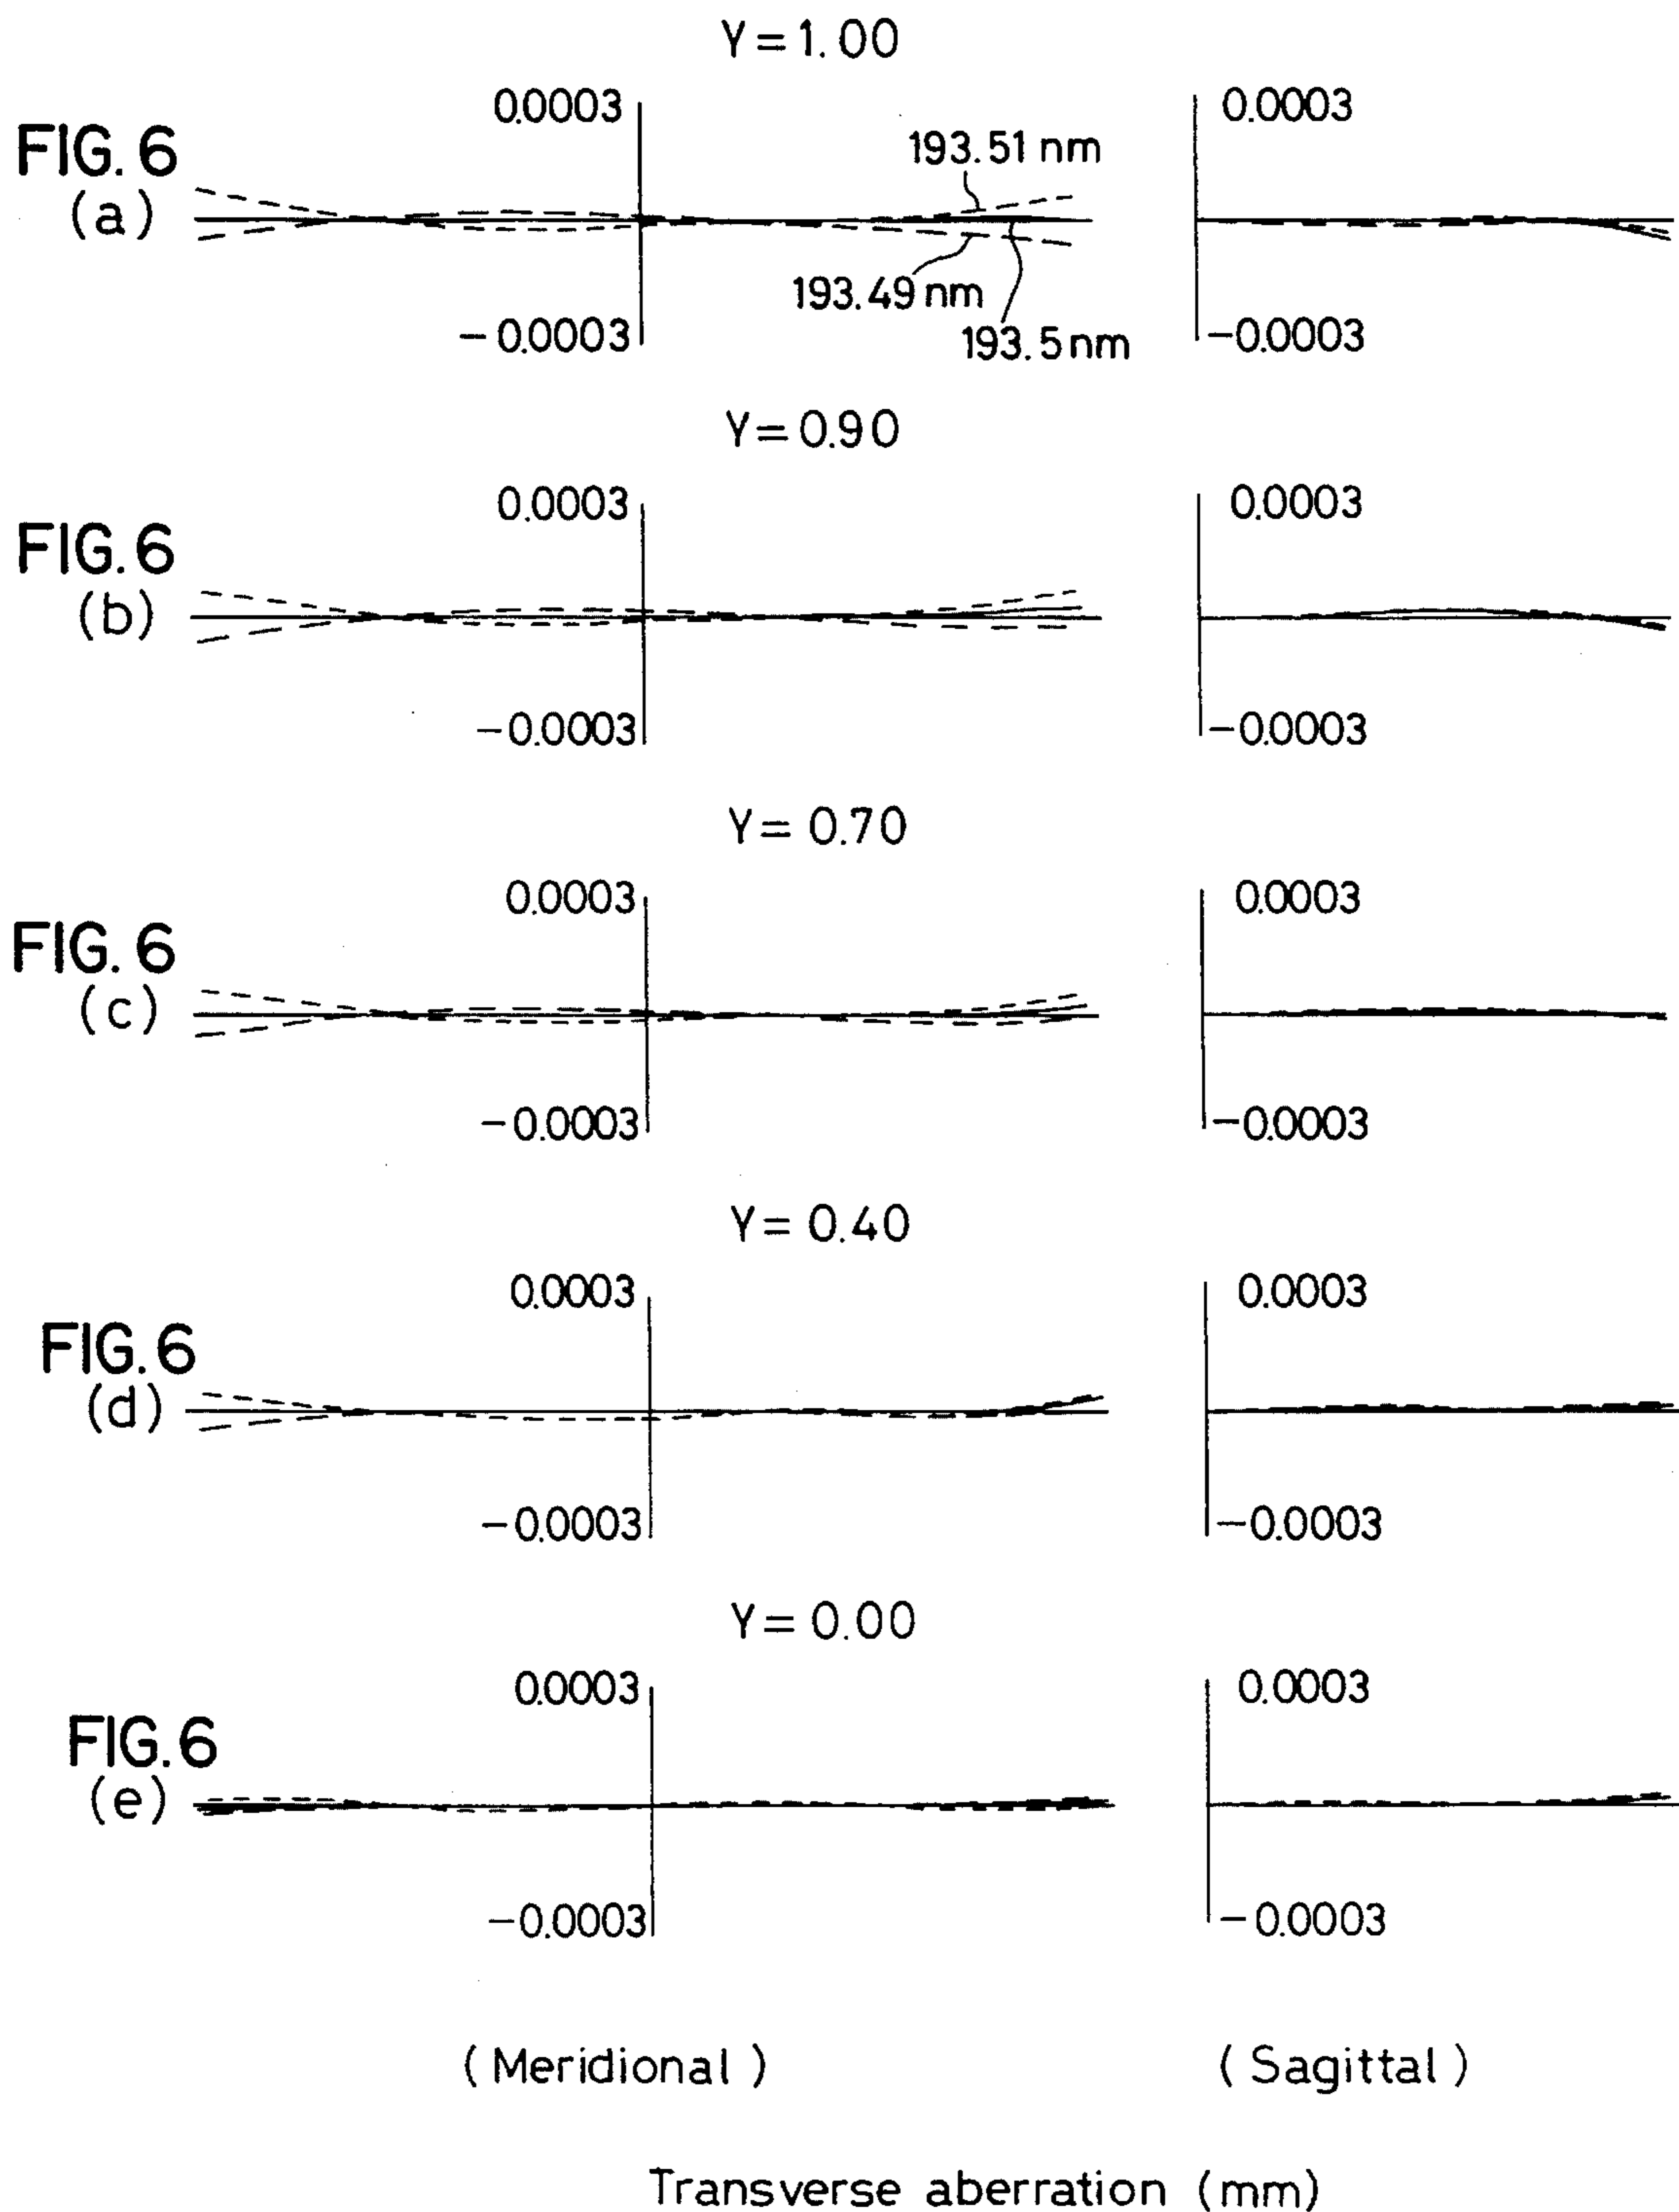 Y=1.00
FIG. 6
(a)
0.0003
-0.0003
193.51 nm
193.49 nm
193.5 nm
0.0003
-0.0003
Y=0.90
FIG. 6
(b)
0.0003
-0.0003
0.0003
-0.0003
Y= 0.70
FIG. 6
(c)
0.0003
-0.0003
0.0003
-0.0003
Y= 0.40
FIG. 6
(d)
0.0003
-0.0003
0.0003
-0.0003
Y= 0.00
FIG. 6
(e)
0.0003
-0.0003
0.0003
-0.0003
( Meridional )
( Sagittal )
Transverse aberration (mm)